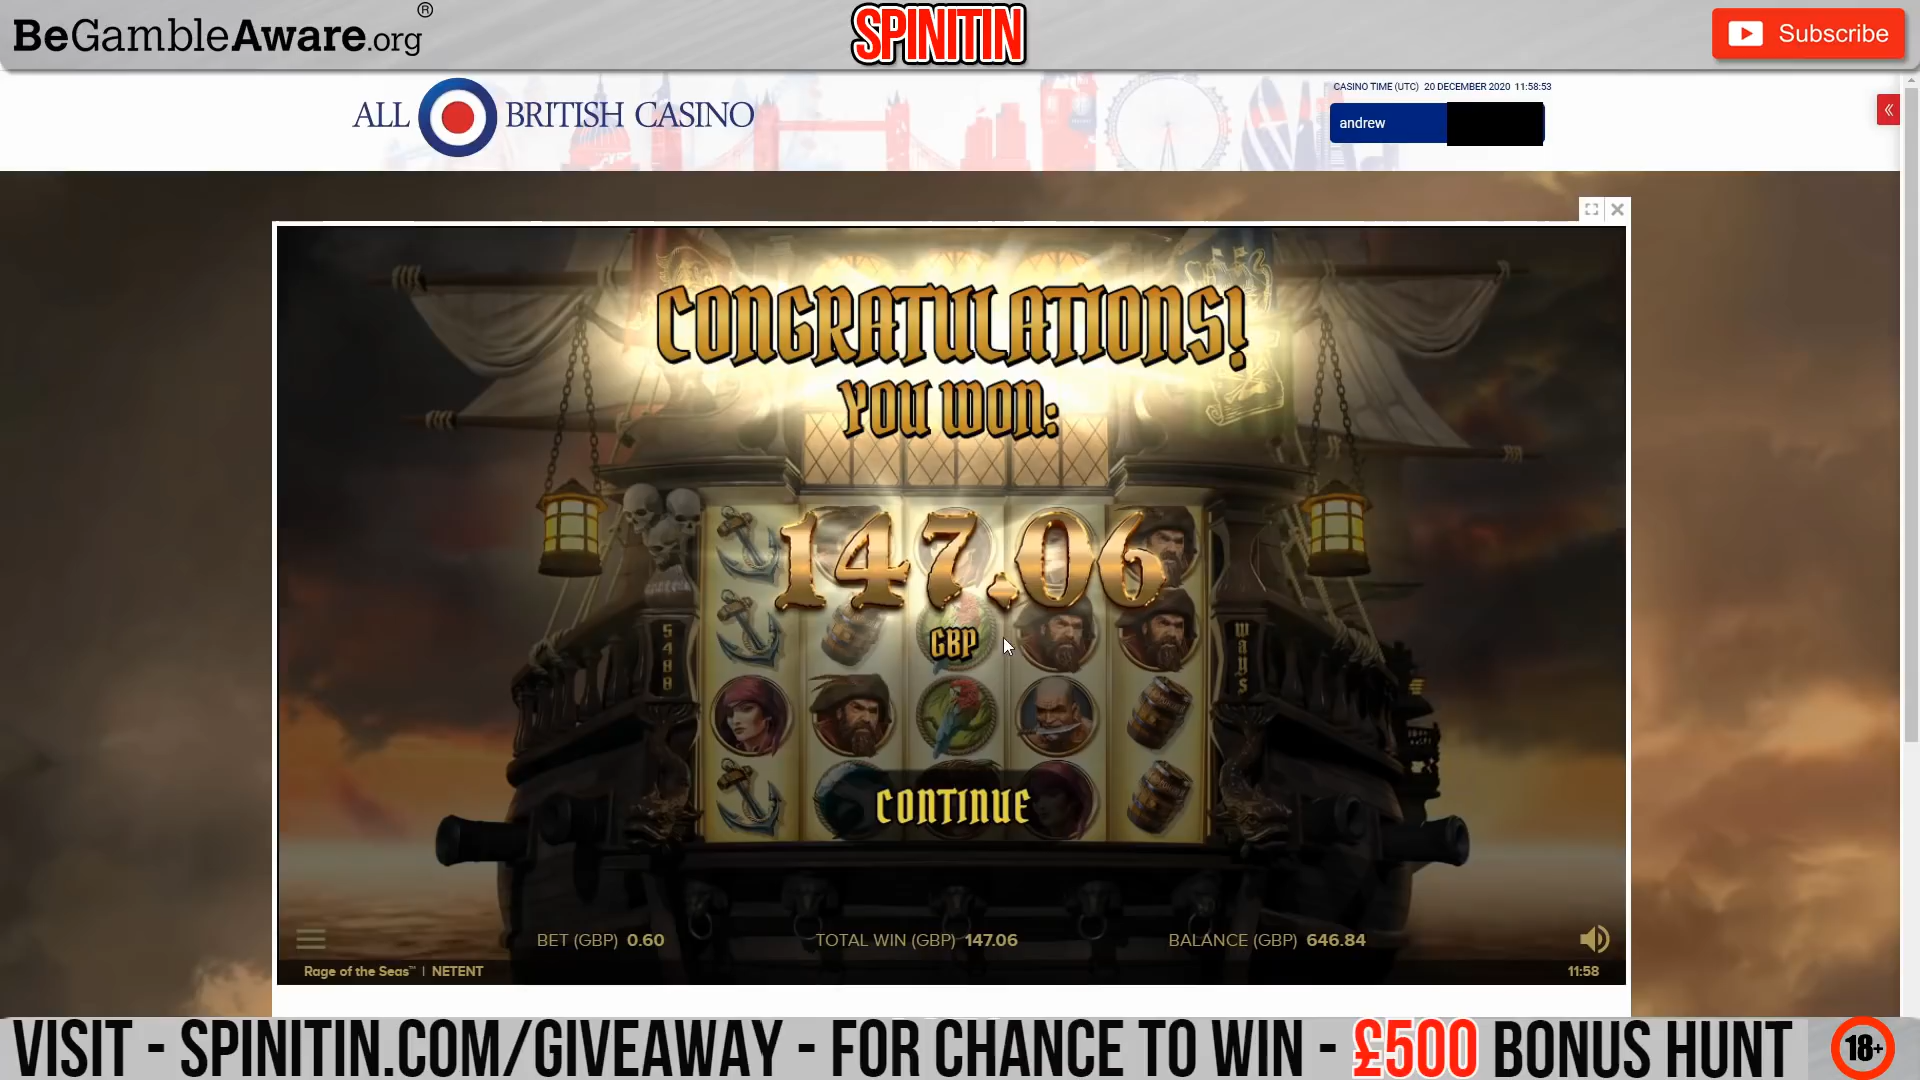 BeGambleAware.org®
SPINITIN
Subscribe
ALL BRITISH CASINO
CASINO TIME (UTC) 20 DECEMBER 2020 11:58:53
andrew
CONGRATULATIONS!
YOU WON:
147.06
GBP
5488
WAYS
CONTINUE
BET (GBP) 0.60
TOTAL WIN (GBP) 147.06
BALANCE (GBP) 646.84
Rage of the Seas™ | NETENT
11:58
VISIT - SPINITIN.COM/GIVEAWAY - FOR CHANCE TO WIN - £500 BONUS HUNT
18+